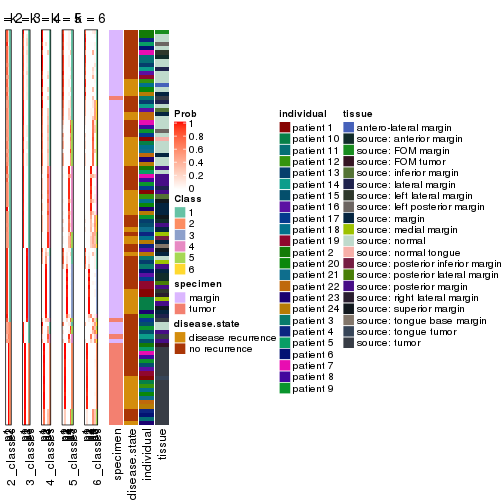 k = 2 k = 3 k = 4 k = 5 k = 6
Prob
1
0.8
0.6
0.4
0.2
0
Class
1
2
3
4
5
6
specimen
margin
tumor
disease.state
disease recurrence
no recurrence
individual
patient 1
patient 10
patient 11
patient 12
patient 13
patient 14
patient 15
patient 16
patient 17
patient 18
patient 19
patient 2
patient 20
patient 21
patient 22
patient 23
patient 24
patient 3
patient 4
patient 5
patient 6
patient 7
patient 8
patient 9
tissue
antero-lateral margin
source: anterior margin
source: FOM margin
source: FOM tumor
source: inferior margin
source: lateral margin
source: left lateral margin
source: left posterior margin
source: margin
source: medial margin
source: normal
source: normal tongue
source: posterior inferior margin
source: posterior lateral margin
source: posterior margin
source: right lateral margin
source: superior margin
source: tongue base margin
source: tongue tumor
source: tumor
2_classes
3_classes
4_classes
5_classes
6_classes
specimen
disease.state
individual
tissue